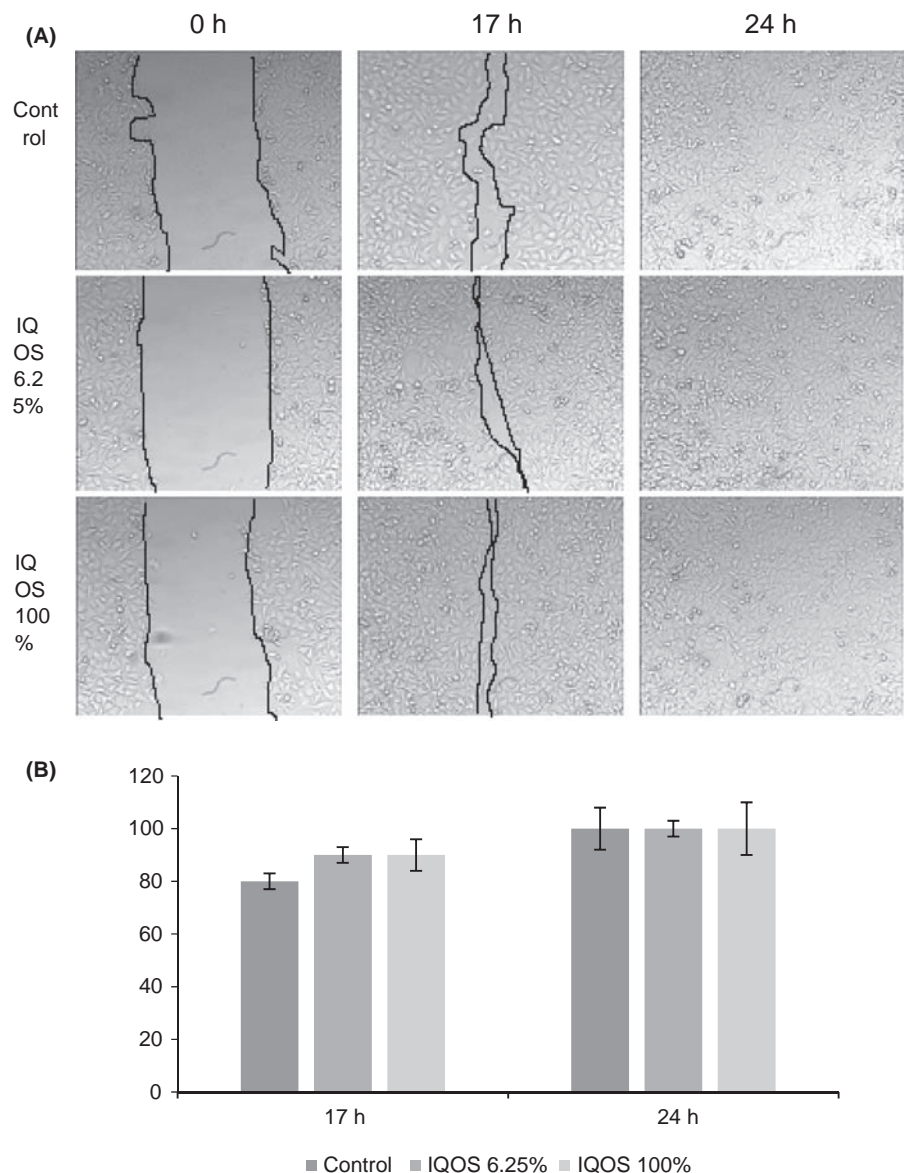 (A)
0 h
17 h
24 h
Cont
rol
IQ
OS
6.2
5%
IQ
OS
100
%
(B)
120
100
80
60
40
20
0
17 h
24 h
Control IQOS 6.25% IQOS 100%